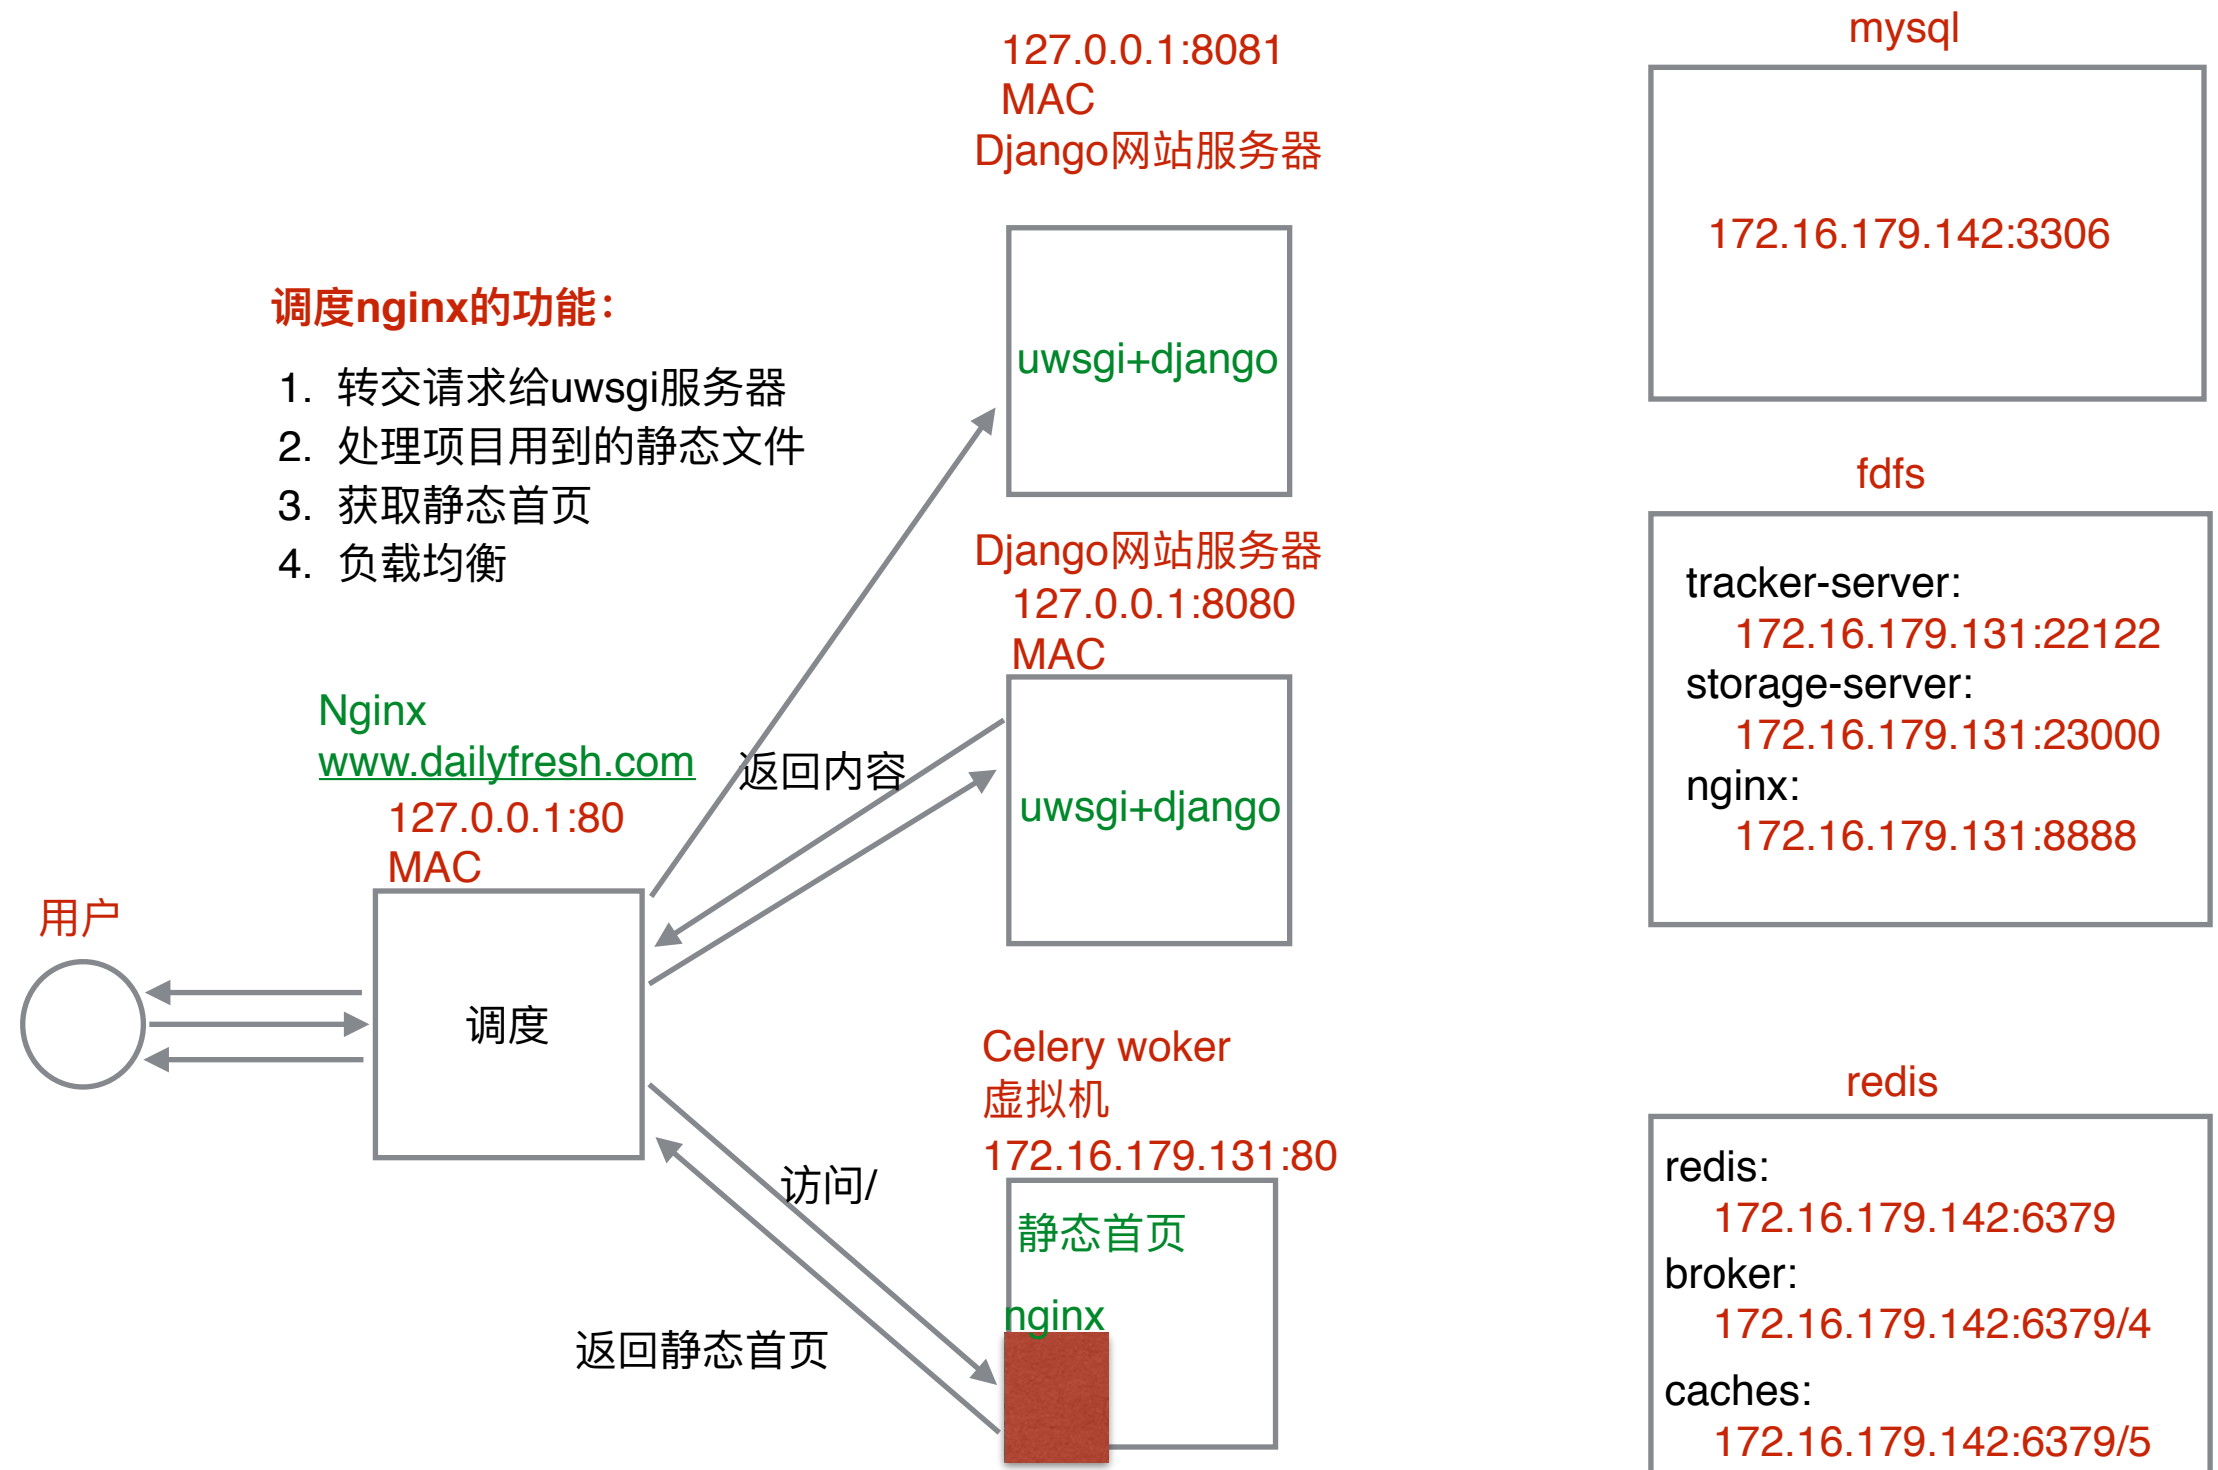 127.0.0.1:8081
MAC
Django网站服务器
uwsgi+django
mysql
172.16.179.142:3306
调度nginx的功能：
1. 转交请求给uwsgi服务器
2. 处理项目用到的静态文件
3. 获取静态首页
4. 负载均衡
Django网站服务器
127.0.0.1:8080
MAC
uwsgi+django
fdfs
tracker-server:
172.16.179.131:22122
storage-server:
172.16.179.131:23000
nginx:
172.16.179.131:8888
Nginx
www.dailyfresh.com
127.0.0.1:80
MAC
返回内容
用户
调度
Celery woker
虚拟机
172.16.179.131:80
访问/
静态首页
nginx
返回静态首页
redis
redis:
172.16.179.142:6379
broker:
172.16.179.142:6379/4
caches:
172.16.179.142:6379/5